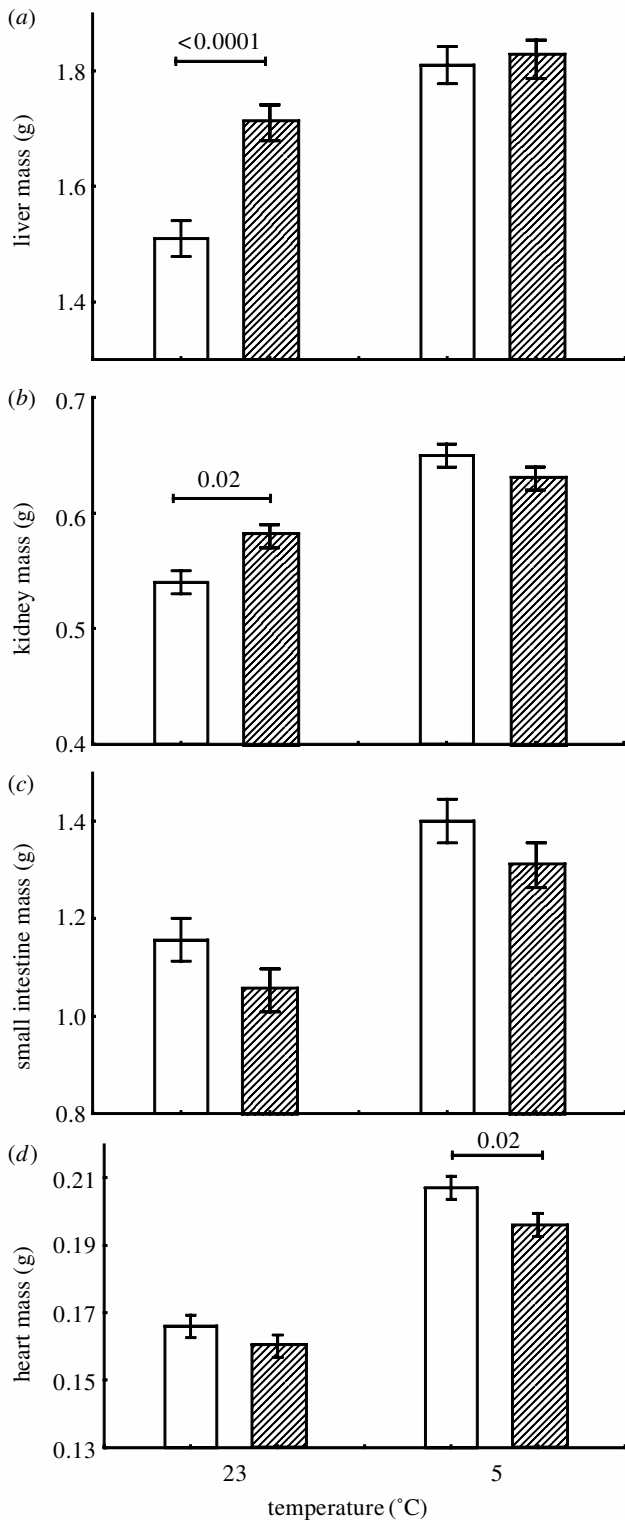 (a)
<0.0001
1.8
1.6
1.4
liver mass (g)
(b)
0.7
0.02
0.6
0.5
0.4
kidney mass (g)
(c)
1.4
1.2
1.0
0.8
small intestine mass (g)
(d)
0.02
0.21
0.19
0.17
0.15
0.13
heart mass (g)
23 5
temperature (˚C)